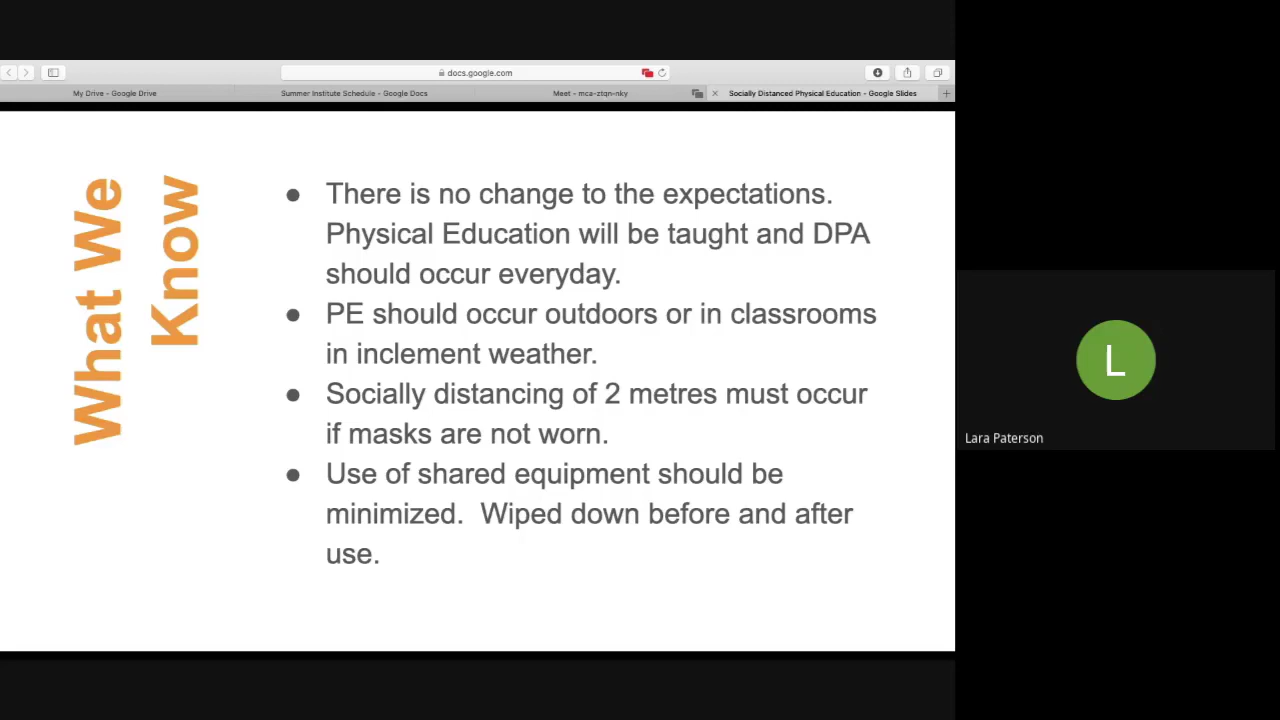 docs.google.com
My Drive - Google Drive
Summer Institute Schedule - Google Docs
Meet - mca-ztqn-nky
Socially Distanced Physical Education - Google Slides
What We
Know
● There is no change to the expectations.
Physical Education will be taught and DPA
should occur everyday.
● PE should occur outdoors or in classrooms
in inclement weather.
● Socially distancing of 2 metres must occur
if masks are not worn.
● Use of shared equipment should be
minimized.  Wiped down before and after
use.
L
Lara Paterson